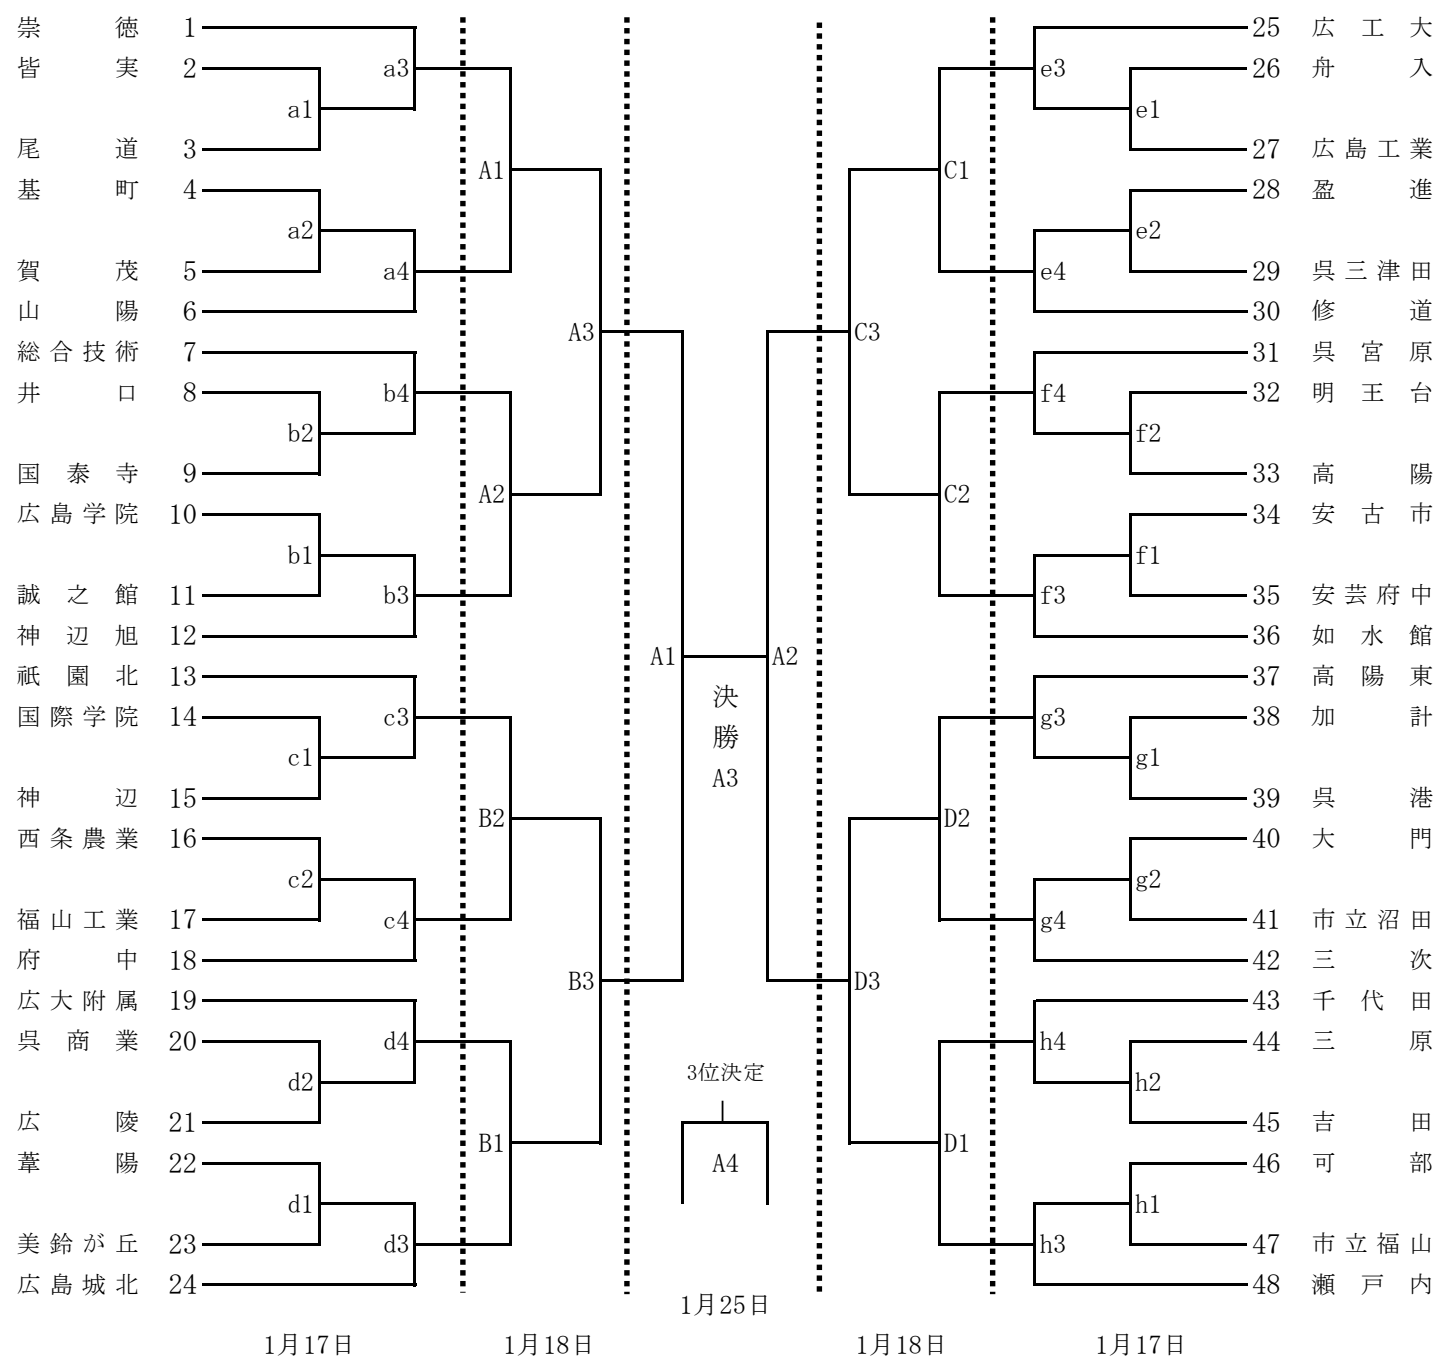 崇徳 1
皆実 2
尾道 3
基町 4
賀茂 5
山陽 6
総合技術 7
井口 8
国泰寺 9
広島学院 10
誠之館 11
神辺旭 12
祇園北 13
国際学院 14
神辺 15
西条農業 16
福山工業 17
府中 18
広大附属 19
呉商業 20
広陵 21
葦陽 22
美鈴が丘 23
広島城北 24
a1
a2
b2
b1
c1
c2
d2
d1
a3
a4
b4
b3
c3
c4
d4
d3
A1
A2
B2
B1
A3
B3
A1
決
勝
A3
A2
3位決定
A4
C3
D3
C1
C2
D2
D1
e3
e4
f4
f3
g3
g4
h4
h3
e1
e2
f2
f1
g1
g2
h2
h1
25 広工大
26 舟入
27 広島工業
28 盈進
29 呉三津田
30 修道
31 呉宮原
32 明王台
33 高陽
34 安古市
35 安芸府中
36 如水館
37 高陽東
38 加計
39 呉港
40 大門
41 市立沼田
42 三次
43 千代田
44 三原
45 吉田
46 可部
47 市立福山
48 瀬戸内
1月17日
1月18日
1月25日
1月18日
1月17日